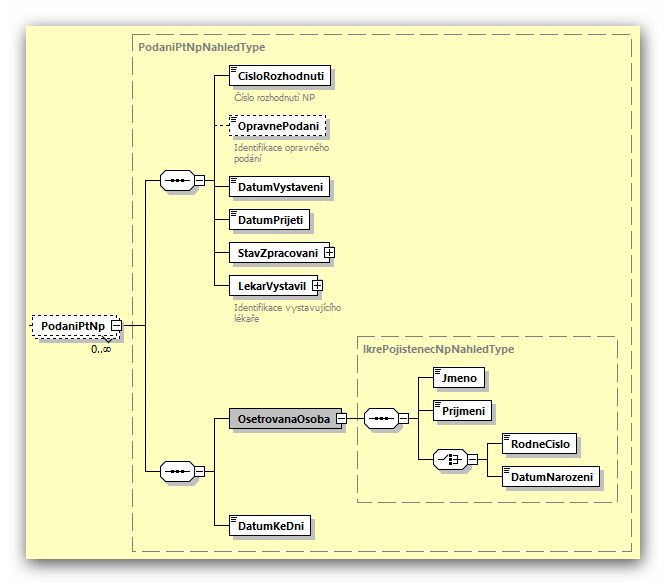 PodaniPtNpNahledType
CisloRozhodnuti
Číslo rozhodnutí NP
OpravnePodani
Identifikace opravného
podání
DatumVystaveni
DatumPrijeti
StavZpracovani
LekarVystavil
Identifikace vystavujícího
lékaře
PodaniPtNp
0..∞
IkrePojistenecNpNahledType
Jmeno
OsetrovanaOsoba
Prijmeni
RodneCislo
DatumNarozeni
DatumKeDni